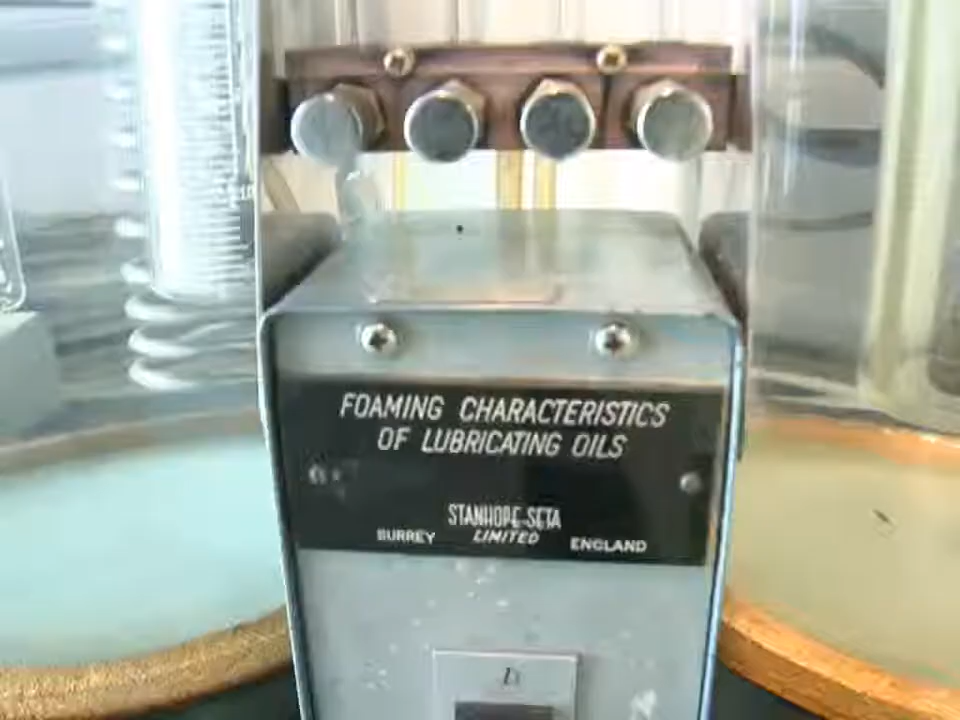 FOAMING CHARACTERISTICS
OF LUBRICATING OILS
STANHOPE-SETA
SURREY LIMITED ENGLAND